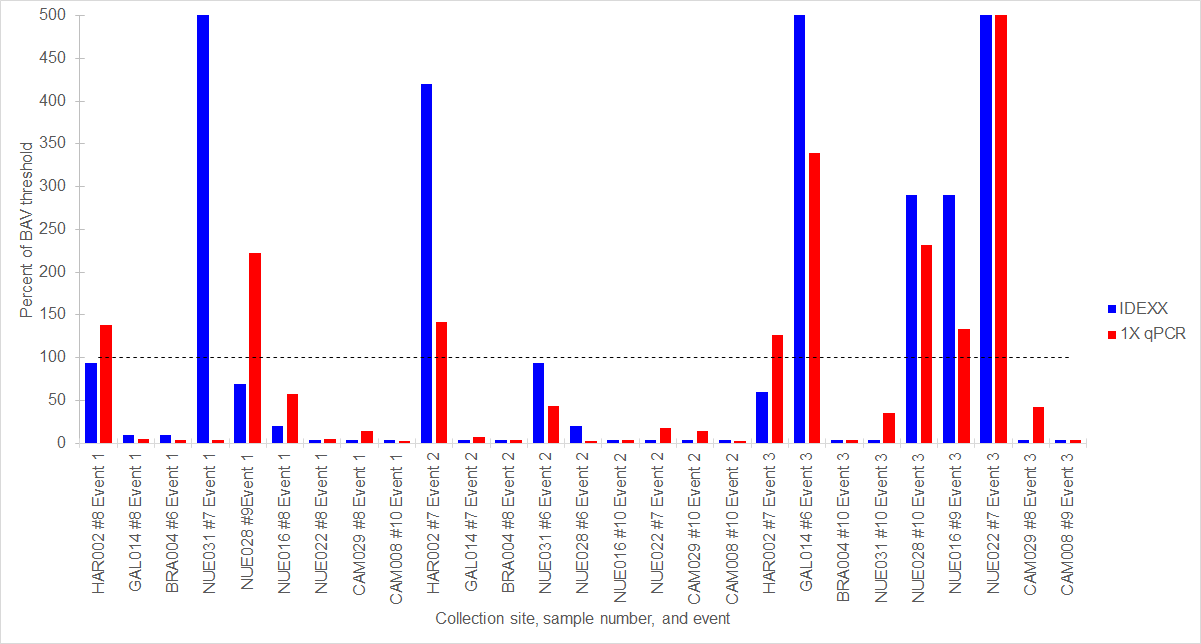 500
450
400
350
300
250
200
150
100
50
0
Percent of BAV threshold
HAR002 #8 Event 1
GAL014 #8 Event 1
BRA004 #6 Event 1
NUE031 #7 Event 1
NUE028 #9Event 1
NUE016 #8 Event 1
NUE022 #8 Event 1
CAM029 #8 Event 1
CAM008 #10 Event 1
HAR002 #7 Event 2
GAL014 #7 Event 2
BRA004 #8 Event 2
NUE031 #6 Event 2
NUE028 #6 Event 2
NUE016 #10 Event 2
NUE022 #7 Event 2
CAM029 #10 Event 2
CAM008 #10 Event 2
HAR002 #7 Event 3
GAL014 #6 Event 3
BRA004 #10 Event 3
NUE031 #10 Event 3
NUE028 #10 Event 3
NUE016 #9 Event 3
NUE022 #7 Event 3
CAM029 #8 Event 3
CAM008 #9 Event 3
Collection site, sample number, and event
IDEXX
1X qPCR